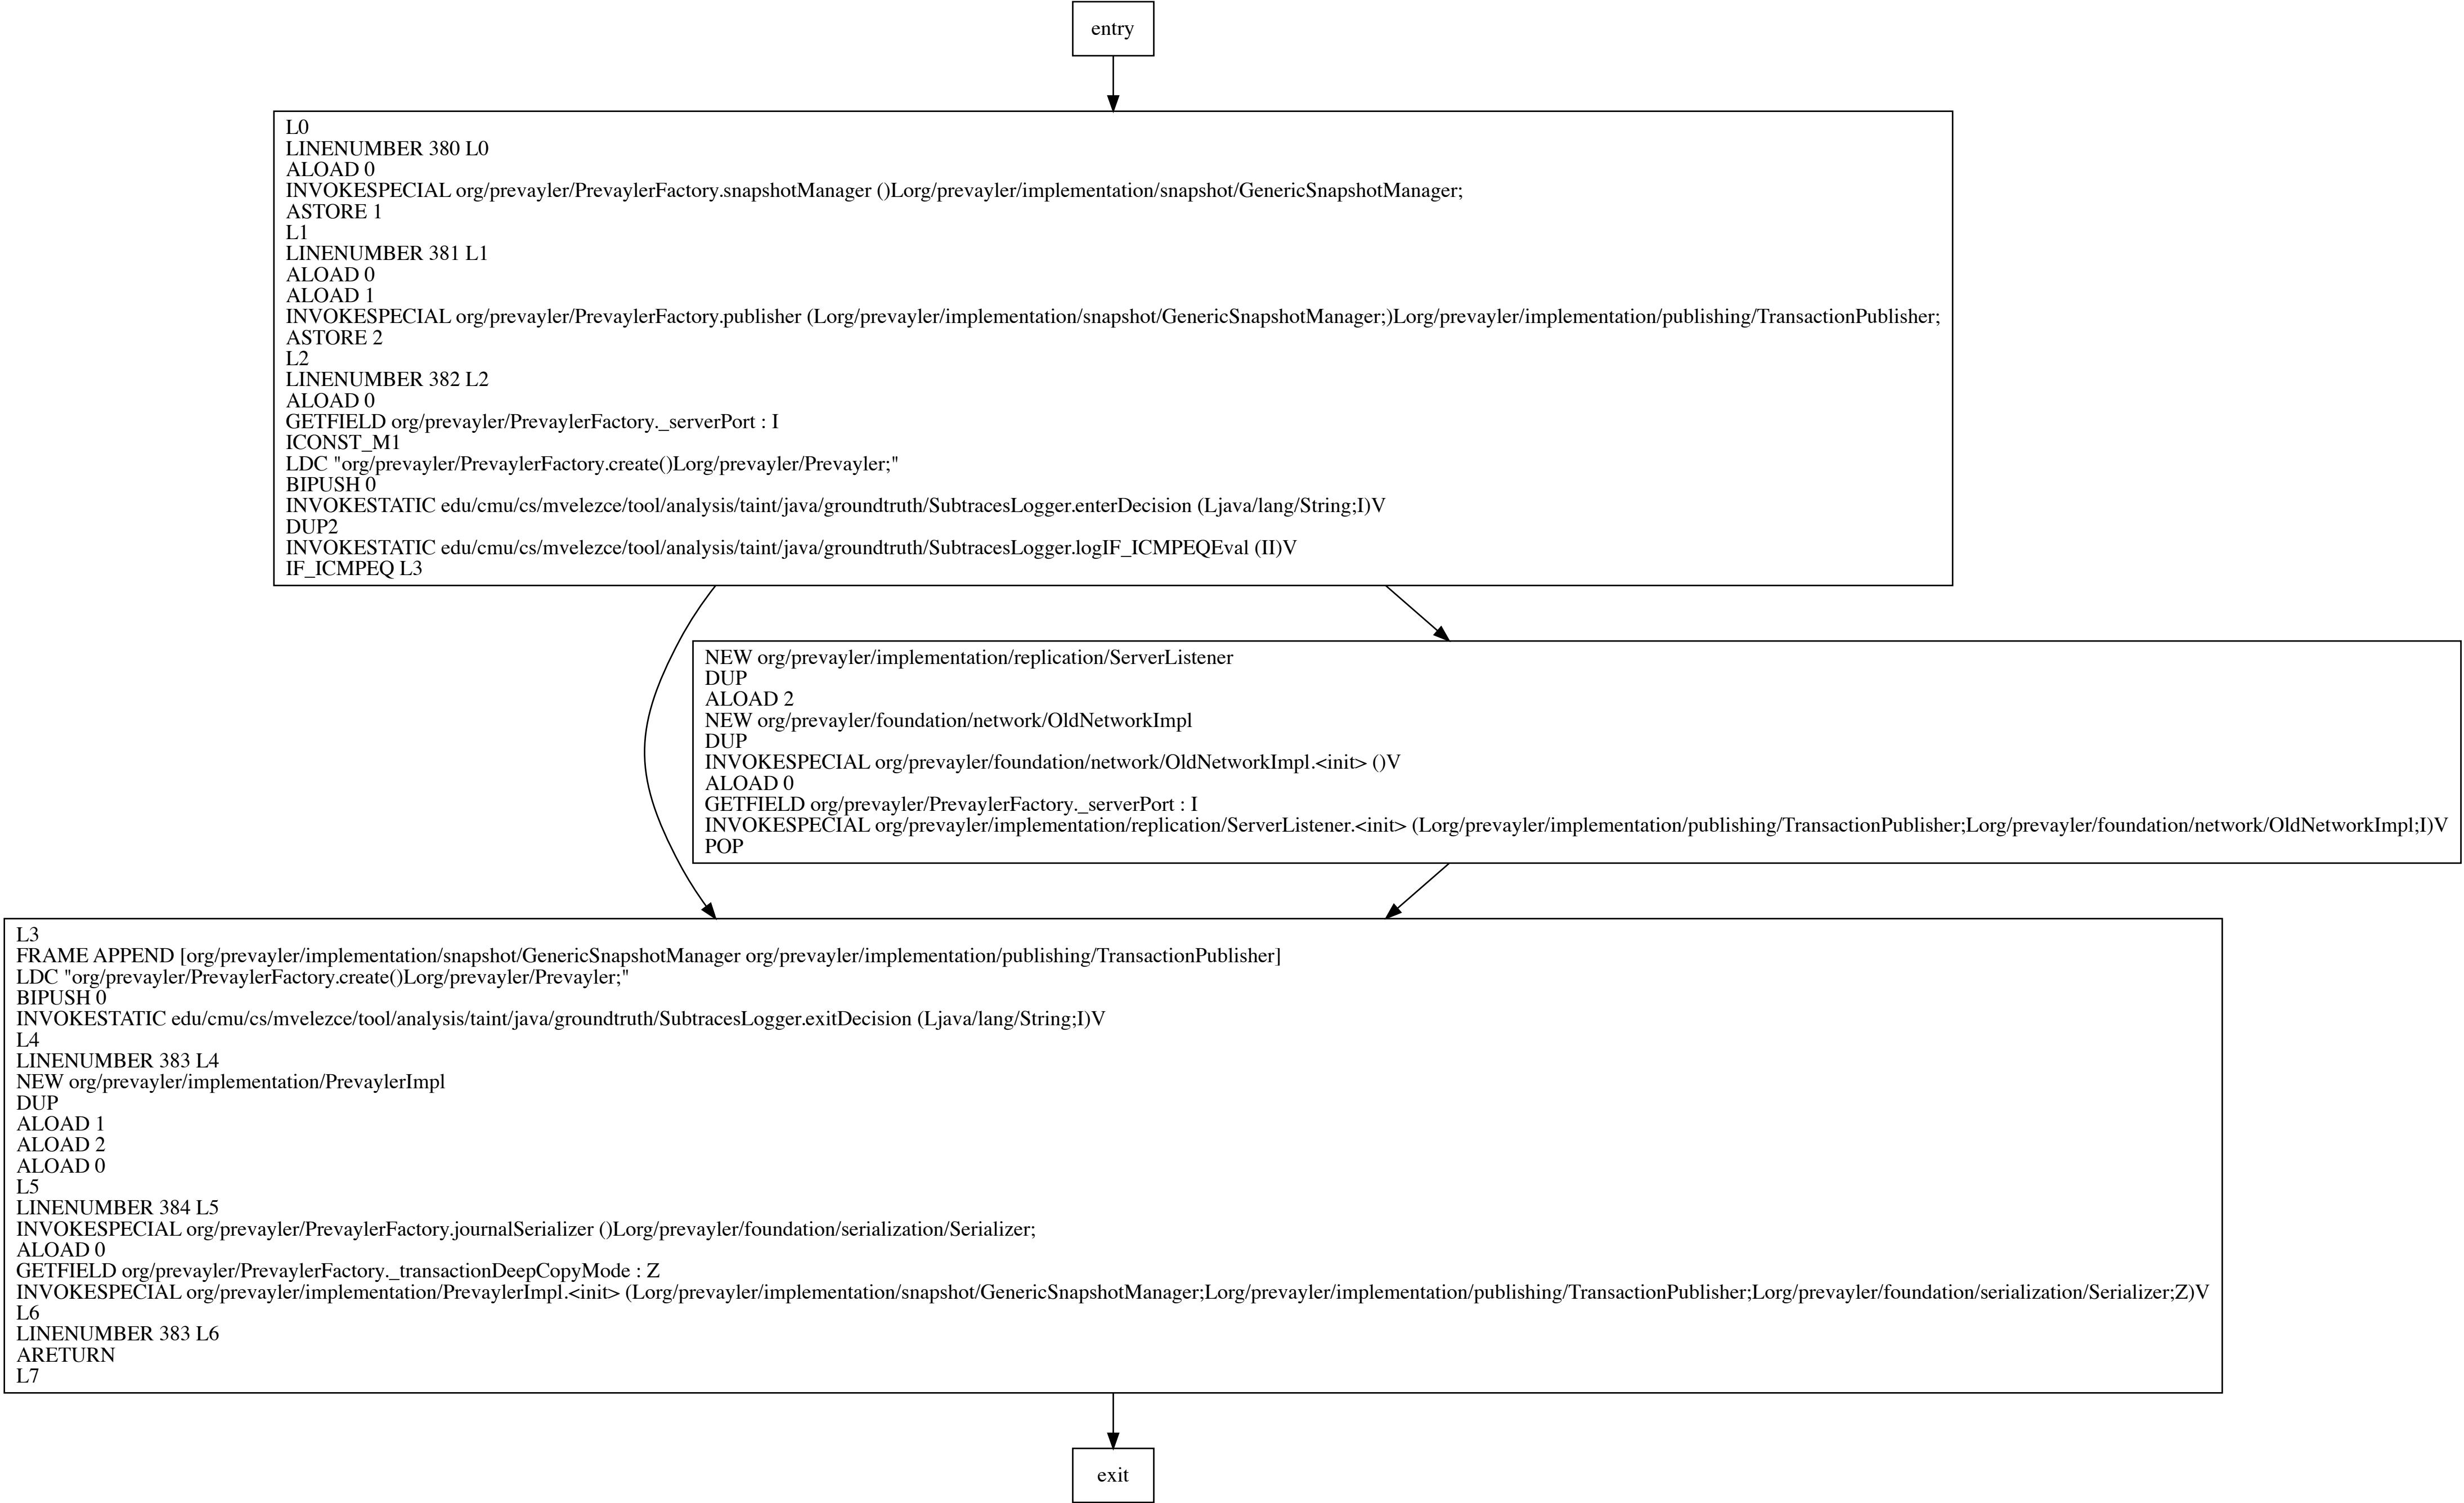 entry
L0
LINENUMBER 380 L0
ALOAD 0
INVOKESPECIAL org/prevayler/PrevaylerFactory.snapshotManager ()Lorg/prevayler/implementation/snapshot/GenericSnapshotManager;
ASTORE 1
L1
LINENUMBER 381 L1
ALOAD 0
ALOAD 1
INVOKESPECIAL org/prevayler/PrevaylerFactory.publisher (Lorg/prevayler/implementation/snapshot/GenericSnapshotManager;)Lorg/prevayler/implementation/publishing/TransactionPublisher;
ASTORE 2
L2
LINENUMBER 382 L2
ALOAD 0
GETFIELD org/prevayler/PrevaylerFactory._serverPort : I
ICONST_M1
LDC "org/prevayler/PrevaylerFactory.create()Lorg/prevayler/Prevayler;"
BIPUSH 0
INVOKESTATIC edu/cmu/cs/mvelezce/tool/analysis/taint/java/groundtruth/SubtracesLogger.enterDecision (Ljava/lang/String;I)V
DUP2
INVOKESTATIC edu/cmu/cs/mvelezce/tool/analysis/taint/java/groundtruth/SubtracesLogger.logIF_ICMPEQEval (II)V
IF_ICMPEQ L3
NEW org/prevayler/implementation/replication/ServerListener
DUP
ALOAD 2
NEW org/prevayler/foundation/network/OldNetworkImpl
DUP
INVOKESPECIAL org/prevayler/foundation/network/OldNetworkImpl.<init> ()V
ALOAD 0
GETFIELD org/prevayler/PrevaylerFactory._serverPort : I
INVOKESPECIAL org/prevayler/implementation/replication/ServerListener.<init> (Lorg/prevayler/implementation/publishing/TransactionPublisher;Lorg/prevayler/foundation/network/OldNetworkImpl;I)V
POP
L3
FRAME APPEND [org/prevayler/implementation/snapshot/GenericSnapshotManager org/prevayler/implementation/publishing/TransactionPublisher]
LDC "org/prevayler/PrevaylerFactory.create()Lorg/prevayler/Prevayler;"
BIPUSH 0
INVOKESTATIC edu/cmu/cs/mvelezce/tool/analysis/taint/java/groundtruth/SubtracesLogger.exitDecision (Ljava/lang/String;I)V
L4
LINENUMBER 383 L4
NEW org/prevayler/implementation/PrevaylerImpl
DUP
ALOAD 1
ALOAD 2
ALOAD 0
L5
LINENUMBER 384 L5
INVOKESPECIAL org/prevayler/PrevaylerFactory.journalSerializer ()Lorg/prevayler/foundation/serialization/Serializer;
ALOAD 0
GETFIELD org/prevayler/PrevaylerFactory._transactionDeepCopyMode : Z
INVOKESPECIAL org/prevayler/implementation/PrevaylerImpl.<init> (Lorg/prevayler/implementation/snapshot/GenericSnapshotManager;Lorg/prevayler/implementation/publishing/TransactionPublisher;Lorg/prevayler/foundation/serialization/Serializer;Z)V
L6
LINENUMBER 383 L6
ARETURN
L7
exit